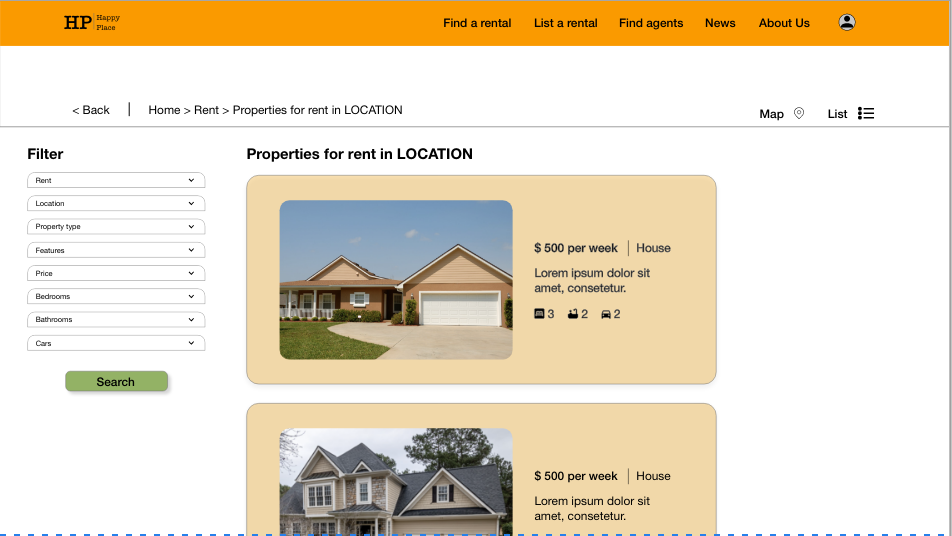 HP Happy
Place
Find a rental
List a rental
Find agents
News
About Us
< Back
Home > Rent > Properties for rent in LOCATION
Map
List
Filter
Rent
Location
Property type
Features
Price
Bedrooms
Bathrooms
Cars
Search
Properties for rent in LOCATION
$ 500 per week | House
Lorem ipsum dolor sit
amet, consetetur.
3 2 2
$ 500 per week | House
Lorem ipsum dolor sit
amet, consetetur.